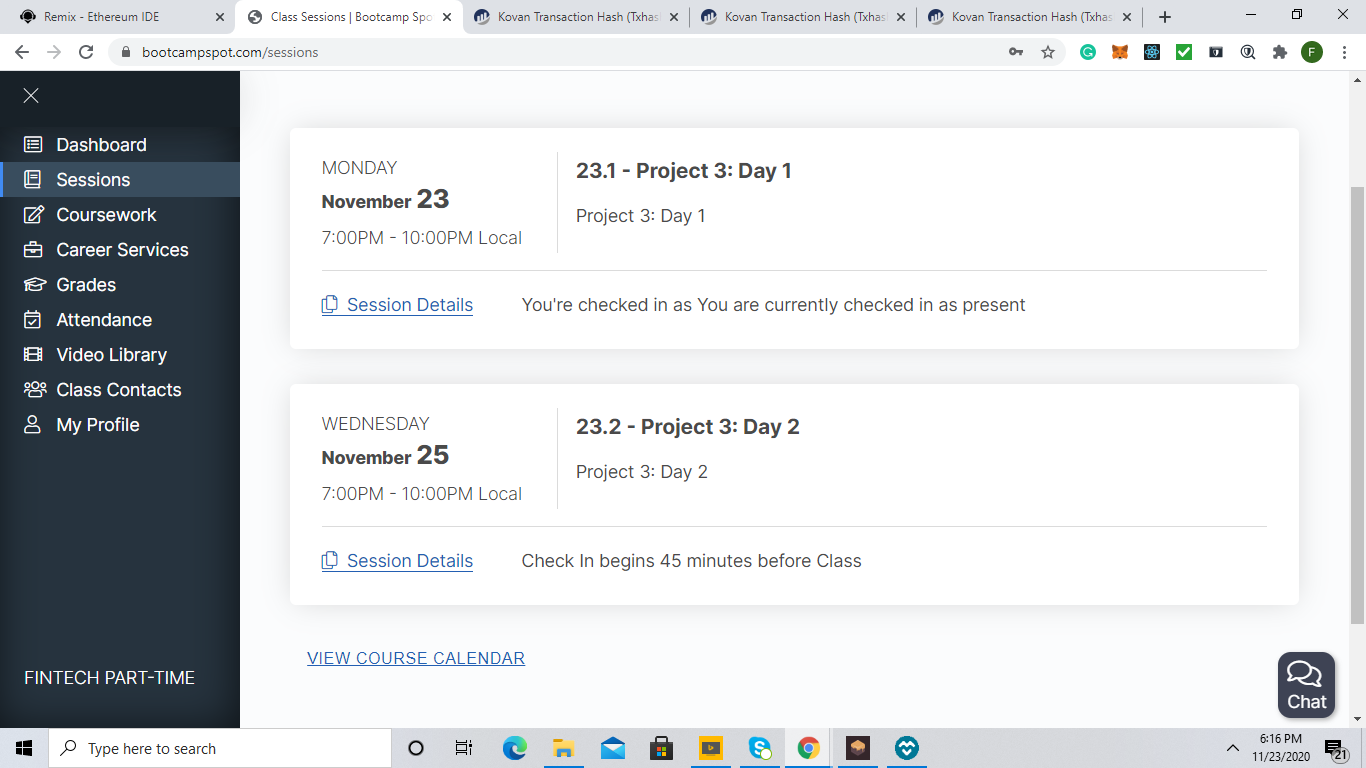 Remix - Ethereum IDE
Class Sessions | Bootcamp Spo
Kovan Transaction Hash (Txhas
Kovan Transaction Hash (Txhas
Kovan Transaction Hash (Txhas
bootcampspot.com/sessions
F
Dashboard
Sessions
Coursework
Career Services
Grades
Attendance
Video Library
Class Contacts
My Profile
FINTECH PART-TIME
MONDAY
November 23
7:00PM - 10:00PM Local
23.1 - Project 3: Day 1
Project 3: Day 1
Session Details
You're checked in as You are currently checked in as present
WEDNESDAY
November 25
7:00PM - 10:00PM Local
23.2 - Project 3: Day 2
Project 3: Day 2
Session Details
Check In begins 45 minutes before Class
VIEW COURSE CALENDAR
Chat
Type here to search
6:16 PM
11/23/2020
21